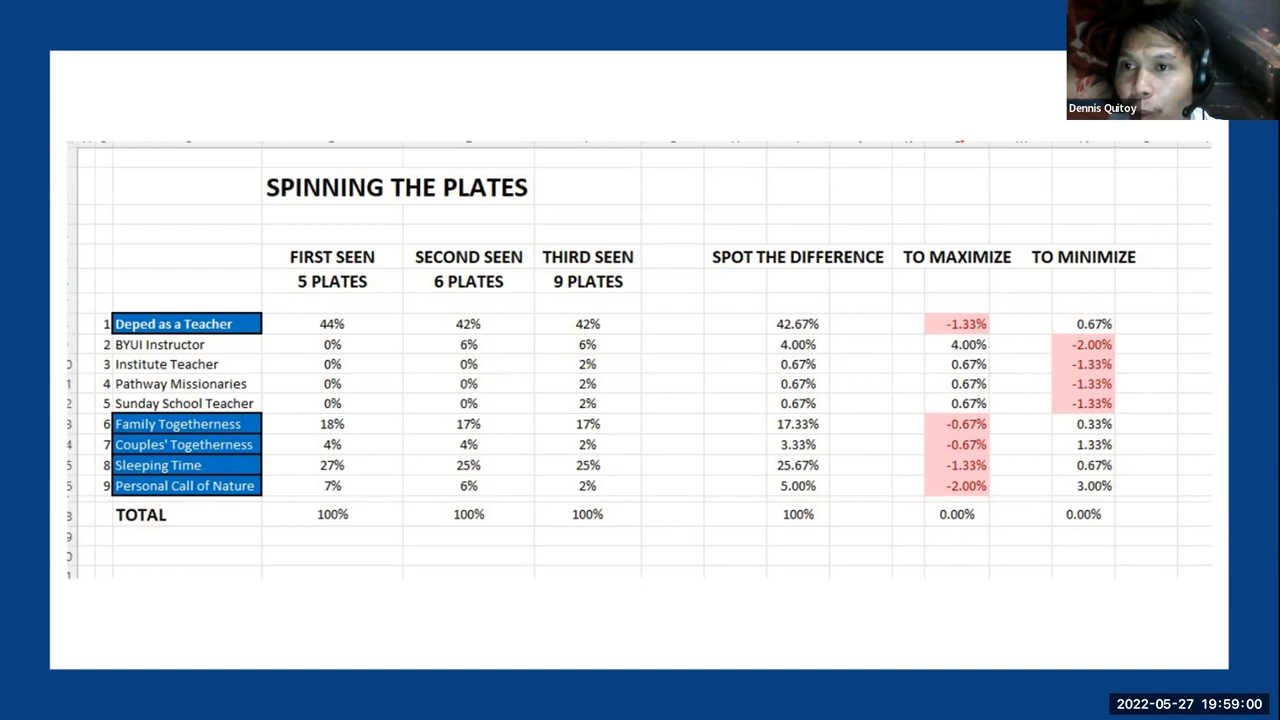 Dennis Quitoy
SPINNING THE PLATES
FIRST SEEN SECOND SEEN THIRD SEEN SPOT THE DIFFERENCE TO MAXIMIZE TO MINIMIZE
5 PLATES 6 PLATES 9 PLATES
1 Deped as a Teacher 44% 42% 42% 42.67% -1.33% 0.67%
2 BYUI Instructor 0% 6% 6% 4.00% 4.00% -2.00%
3 Institute Teacher 0% 0% 2% 0.67% 0.67% -1.33%
4 Pathway Missionaries 0% 0% 2% 0.67% 0.67% -1.33%
5 Sunday School Teacher 0% 0% 2% 0.67% 0.67% -1.33%
6 Family Togetherness 18% 17% 17% 17.33% -0.67% 0.33%
7 Couples' Togetherness 4% 4% 2% 3.33% -0.67% 1.33%
8 Sleeping Time 27% 25% 25% 25.67% -1.33% 0.67%
9 Personal Call of Nature 7% 6% 2% 5.00% -2.00% 3.00%
TOTAL 100% 100% 100% 100% 0.00% 0.00%
2022-05-27 19:59:00